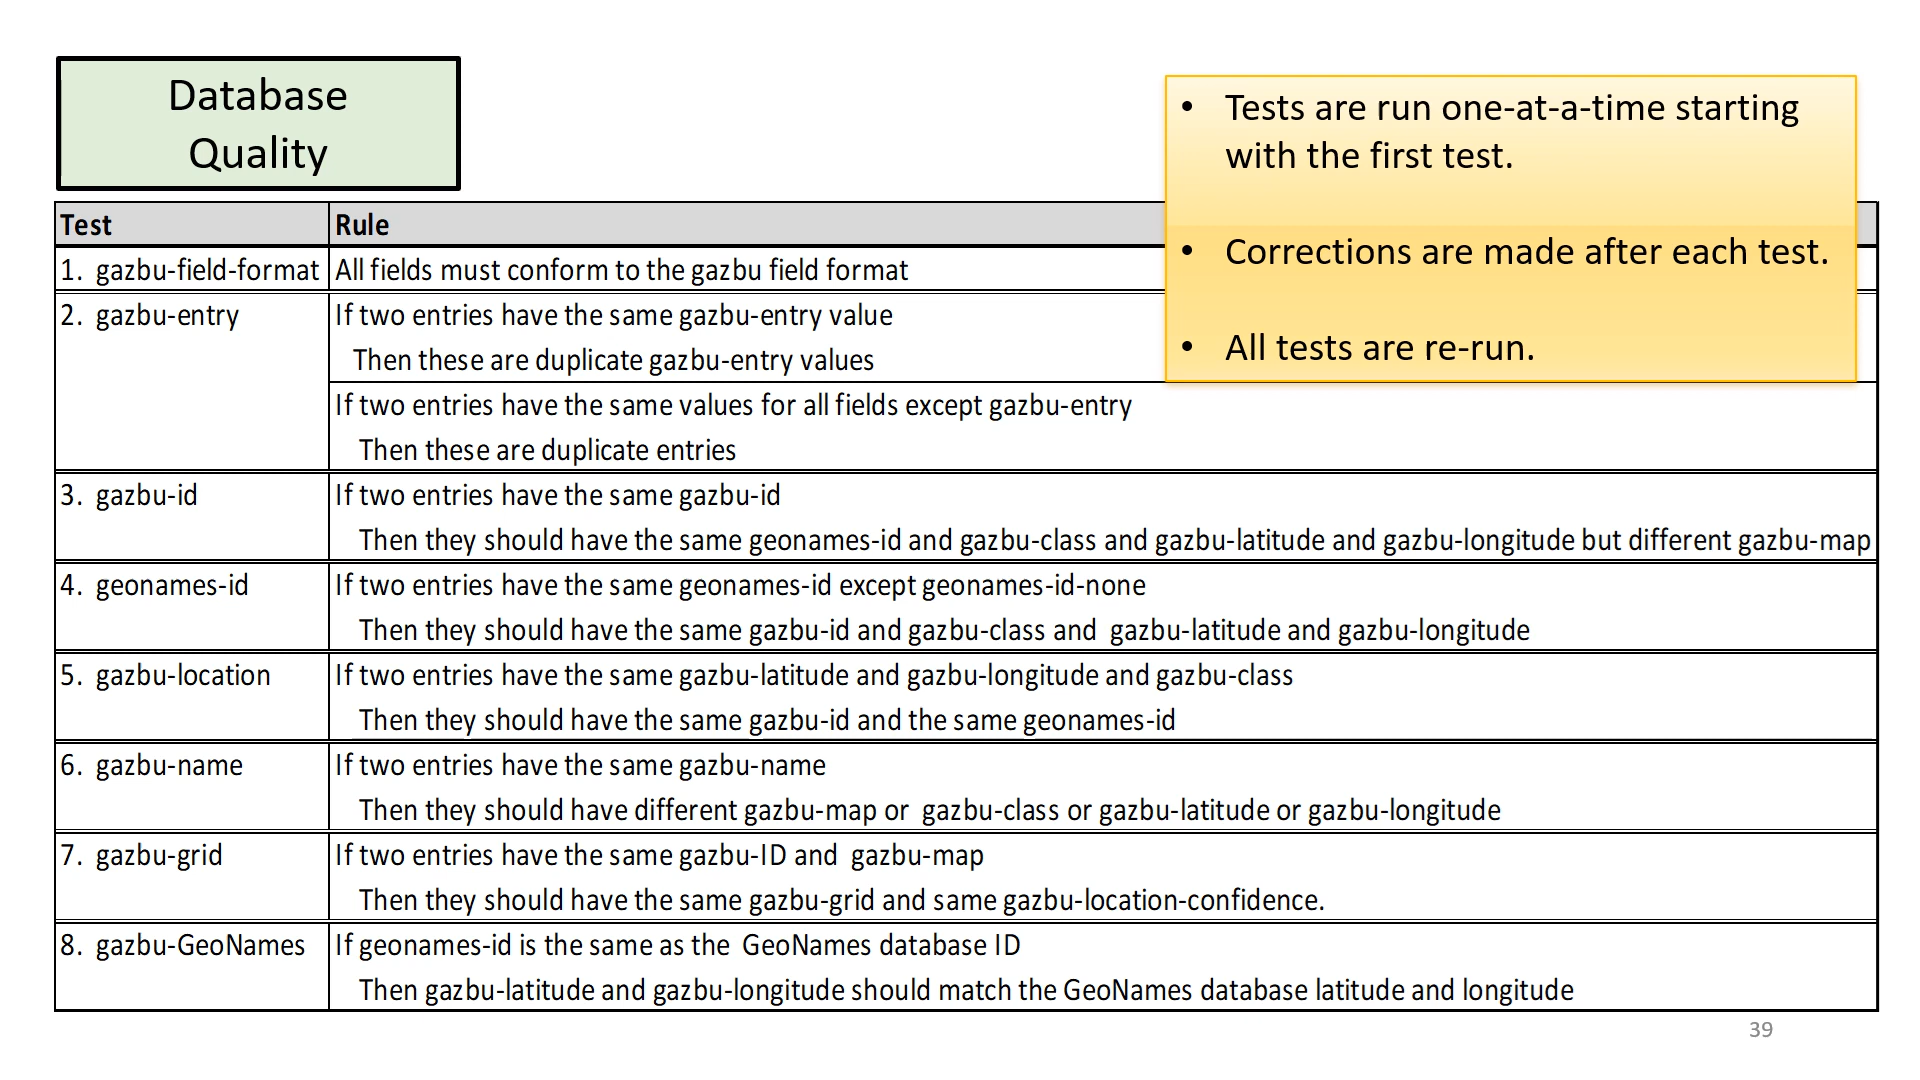 Database
Quality
• Tests are run one-at-a-time starting
with the first test.
• Corrections are made after each test.
• All tests are re-run.
Test Rule
1. gazbu-field-format All fields must conform to the gazbu field format
2. gazbu-entry If two entries have the same gazbu-entry value
Then these are duplicate gazbu-entry values
If two entries have the same values for all fields except gazbu-entry
Then these are duplicate entries
3. gazbu-id If two entries have the same gazbu-id
Then they should have the same geonames-id and gazbu-class and gazbu-latitude and gazbu-longitude but different gazbu-map
4. geonames-id If two entries have the same geonames-id except geonames-id-none
Then they should have the same gazbu-id and gazbu-class and gazbu-latitude and gazbu-longitude
5. gazbu-location If two entries have the same gazbu-latitude and gazbu-longitude and gazbu-class
Then they should have the same gazbu-id and the same geonames-id
6. gazbu-name If two entries have the same gazbu-name
Then they should have different gazbu-map or gazbu-class or gazbu-latitude or gazbu-longitude
7. gazbu-grid If two entries have the same gazbu-ID and gazbu-map
Then they should have the same gazbu-grid and same gazbu-location-confidence.
8. gazbu-GeoNames If geonames-id is the same as the GeoNames database ID
Then gazbu-latitude and gazbu-longitude should match the GeoNames database latitude and longitude
39